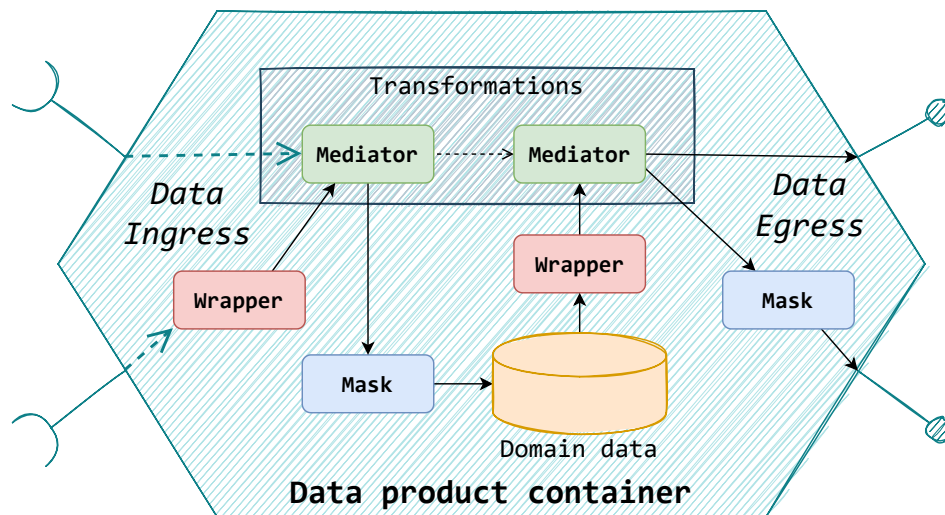 Transformations
Mediator
Mediator
Data
Ingress
Data
Egress
Wrapper
Wrapper
Mask
Mask
Domain data
Data product container